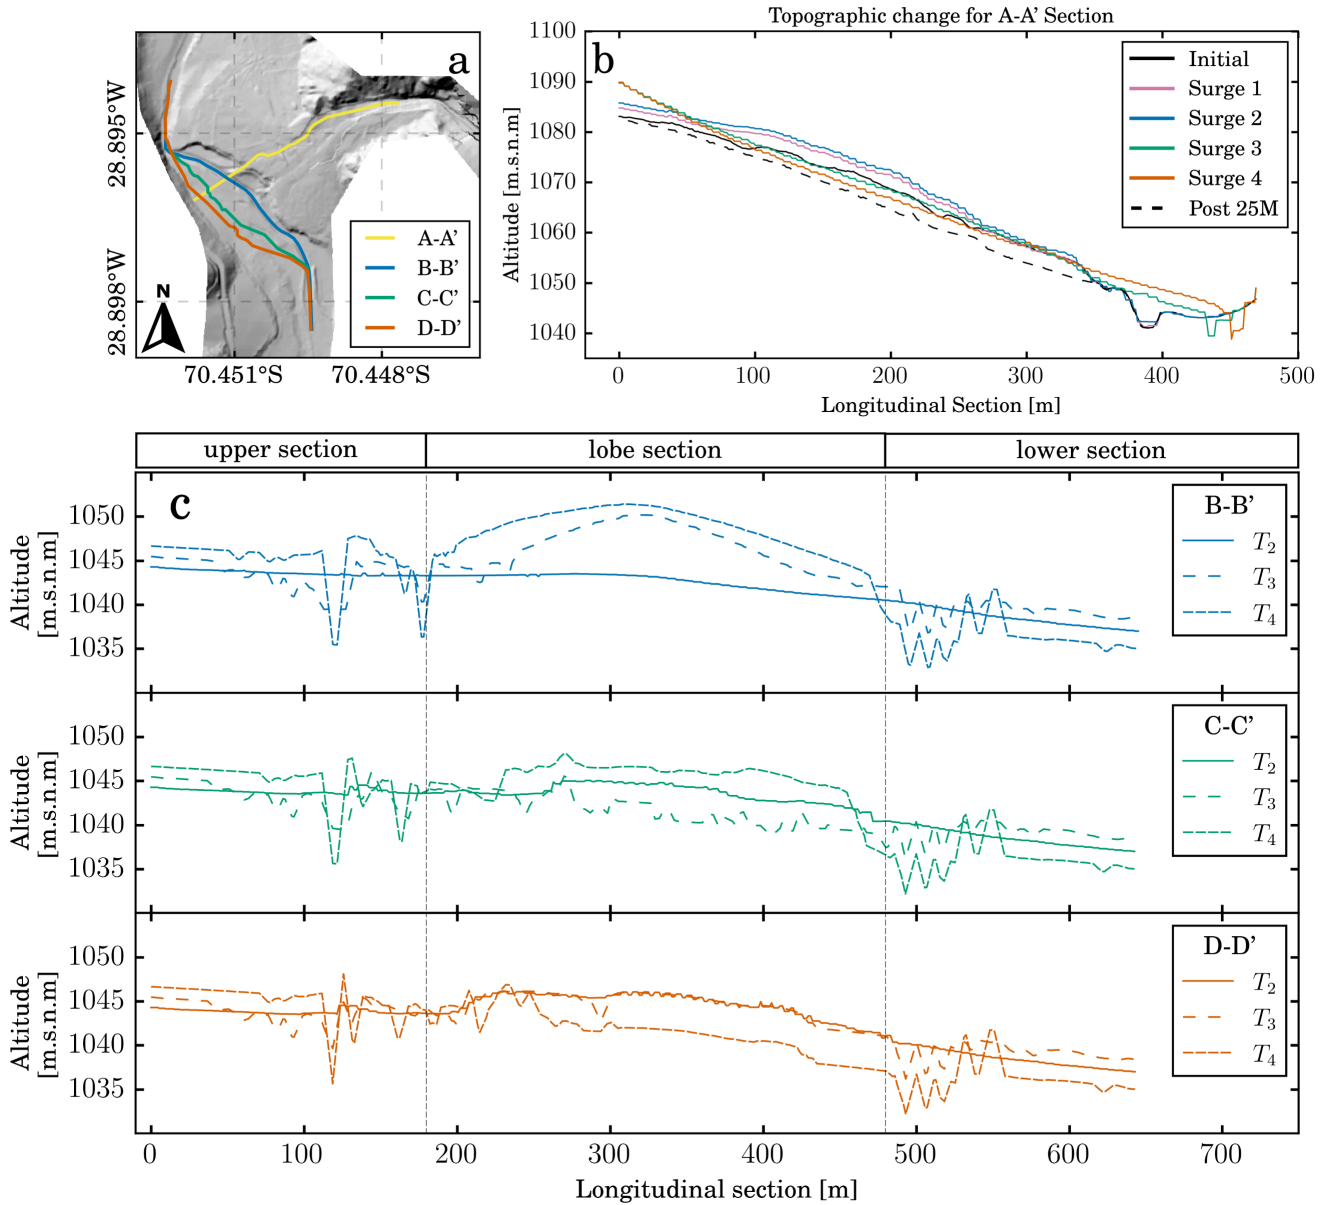 a
28.895°W
28.898°W
70.451°S
70.448°S
N
A-A’
B-B’
C-C’
D-D’
Topographic change for A-A’ Section
b
Altitude [m.s.n.m]
1100
1090
1080
1070
1060
1050
1040
0
100
200
300
400
500
Longitudinal Section [m]
Initial
Surge 1
Surge 2
Surge 3
Surge 4
Post 25M
upper section
lobe section
lower section
c
Altitude
[m.s.n.m]
1050
1045
1040
1035
B-B’
T2
T3
T4
Altitude
[m.s.n.m]
1050
1045
1040
1035
C-C’
T2
T3
T4
Altitude
[m.s.n.m]
1050
1045
1040
1035
D-D’
T2
T3
T4
0
100
200
300
400
500
600
700
Longitudinal section [m]